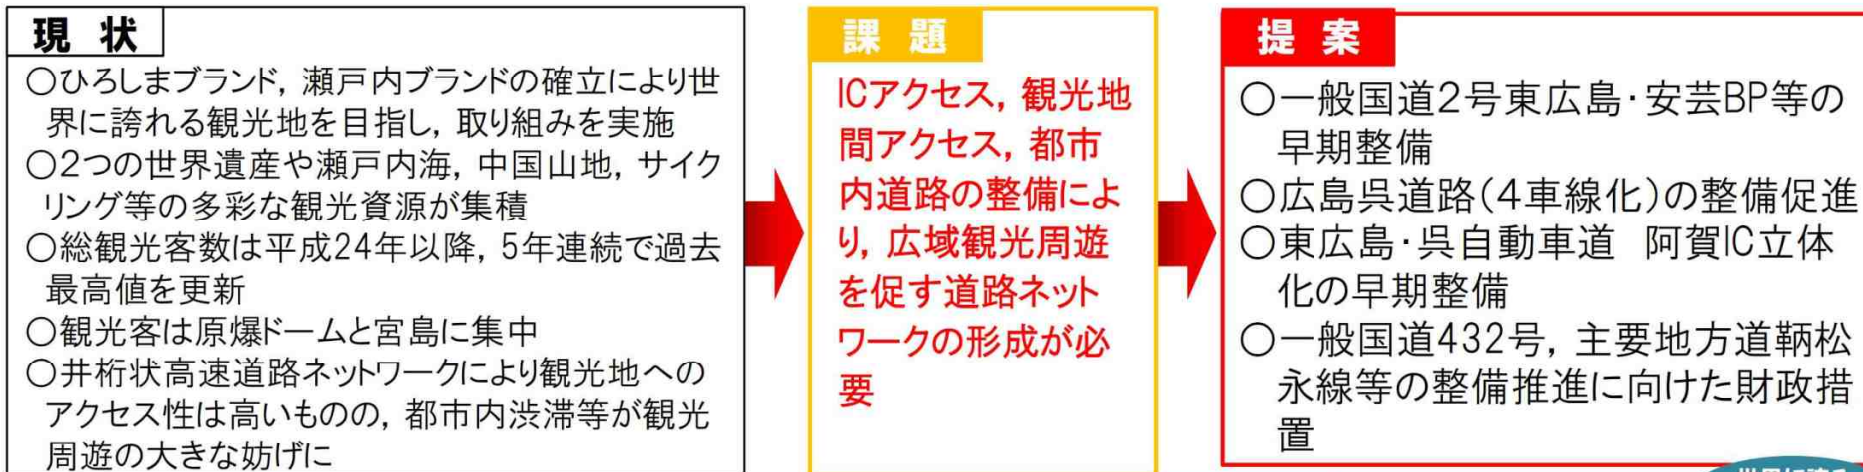 現 状
○ひろしまブランド, 瀬戸内ブランドの確立により世
界に誇れる観光地を目指し, 取り組みを実施
○2つの世界遺産や瀬戸内海, 中国山地, サイク
リング等の多彩な観光資源が集積
○総観光客数は平成24年以降, 5年連続で過去
最高値を更新
○観光客は原爆ドームと宮島に集中
○井桁状高速道路ネットワークにより観光地への
アクセス性は高いものの, 都市内渋滞等が観光
周遊の大きな妨げに
課 題
ICアクセス, 観光地
間アクセス, 都市
内道路の整備によ
り, 広域観光周遊
を促す道路ネット
ワークの形成が必
要
提 案
○一般国道2号東広島・安芸BP等の
早期整備
○広島呉道路(4車線化)の整備促進
○東広島・呉自動車道 阿賀IC立体
化の早期整備
○一般国道432号, 主要地方道鞆松
永線等の整備推進に向けた財政措
置